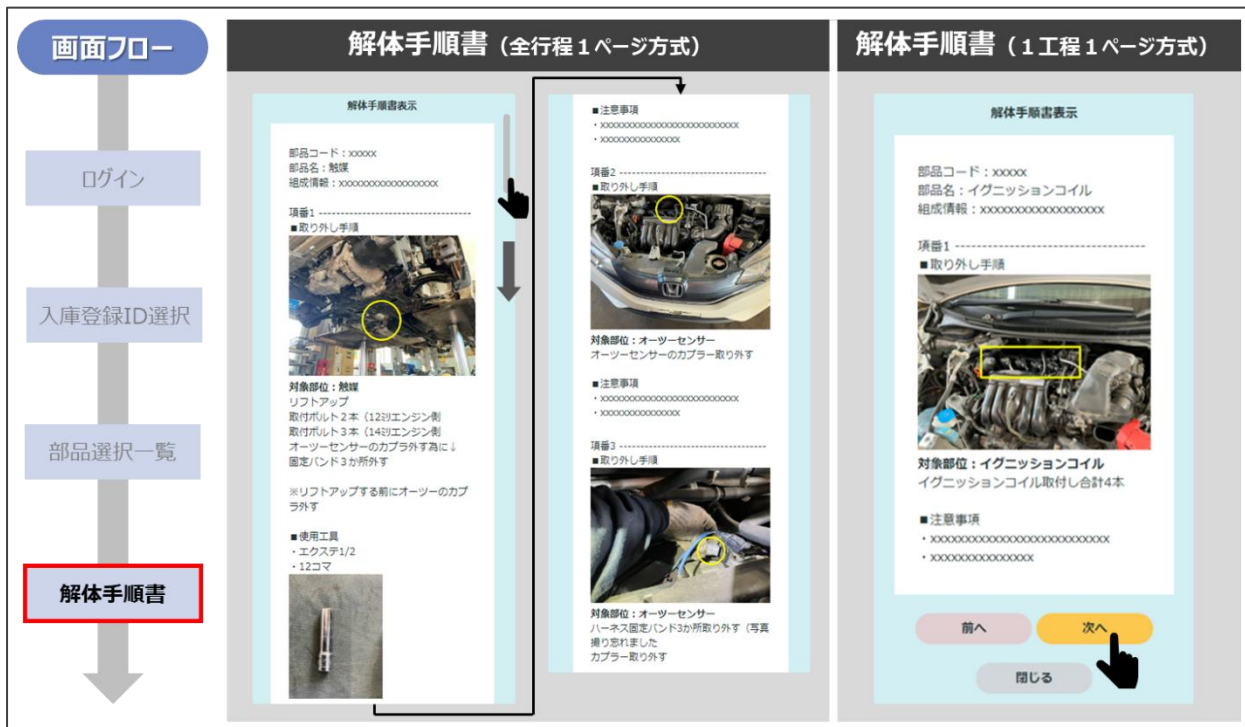 画面フロー
ログイン
入庫登録ID選択
部品選択一覧
解体手順書
解体手順書（全行程１ページ方式）
解体手順書表示
部品コード：xxxxx
部品名：触媒
組成情報：xxxxxxxxxxxxxxxxxx
項番1 ----------------------------------
■取り外し手順
対象部位：触媒
リフトアップ
取付ボルト２本（12ﾐﾘエンジン側
取付ボルト３本（14ﾐﾘエンジン側
オーツーセンサーのカプラ外す為に↓
固定バンド３か所外す
※リフトアップする前にオーツーのカプ
ラ外す
■使用工具
・エクステ1/2
・12コマ
■注意事項
・xxxxxxxxxxxxxxxxxxxxxxxxxx
・xxxxxxxxxxxxxxx
項番2 ----------------------------------
■取り外し手順
対象部位：オーツーセンサー
オーツーセンサーのカプラー取り外す
■注意事項
・xxxxxxxxxxxxxxxxxxxxxxxxxx
・xxxxxxxxxxxxxxx
項番3 ----------------------------------
■取り外し手順
対象部位：オーツーセンサー
ハーネス固定バンド3か所取り外す（写真
撮り忘れました
カプラー取り外す
解体手順書（１工程１ページ方式）
解体手順書表示
部品コード：xxxxx
部品名：イグニッションコイル
組成情報：xxxxxxxxxxxxxxxxxx
項番1 ----------------------------------
■取り外し手順
対象部位：イグニッションコイル
イグニッションコイル取付し合計4本
■注意事項
・xxxxxxxxxxxxxxxxxxxxxxxxxx
・xxxxxxxxxxxxxxx
前へ
次へ
閉じる